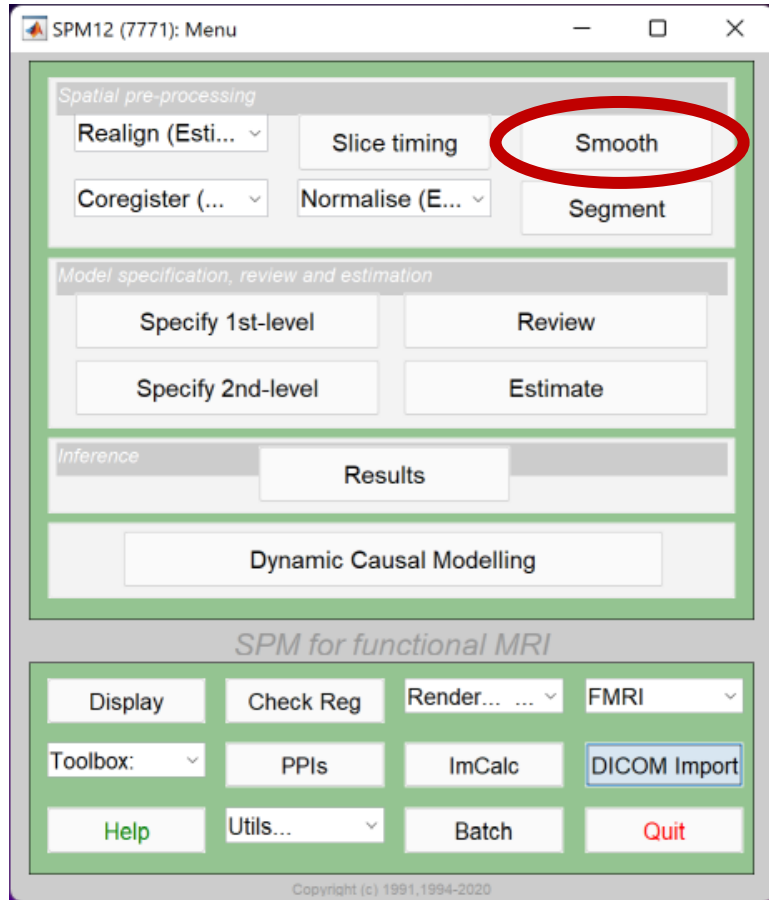 SPM12 (7771): Menu
Spatial pre-processing
Realign (Esti... Slice timing Smooth
Coregister (... Normalise (E... Segment
Model specification, review and estimation
Specify 1st-level Review
Specify 2nd-level Estimate
Inference
Results
Dynamic Causal Modelling
SPM for functional MRI
Display Check Reg Render... ... FMRI
Toolbox: PPIs ImCalc DICOM Import
Help Utils... Batch Quit
Copyright (c) 1991,1994-2020